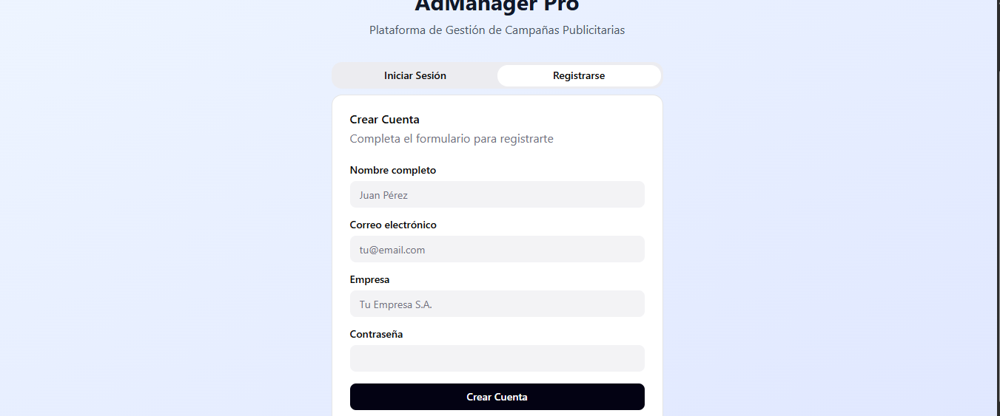 AdManager Pro
Plataforma de Gestión de Campañas Publicitarias
Iniciar Sesión
Registrarse
Crear Cuenta
Completa el formulario para registrarte
Nombre completo
Juan Pérez
Correo electrónico
tu@email.com
Empresa
Tu Empresa S.A.
Contraseña
Crear Cuenta